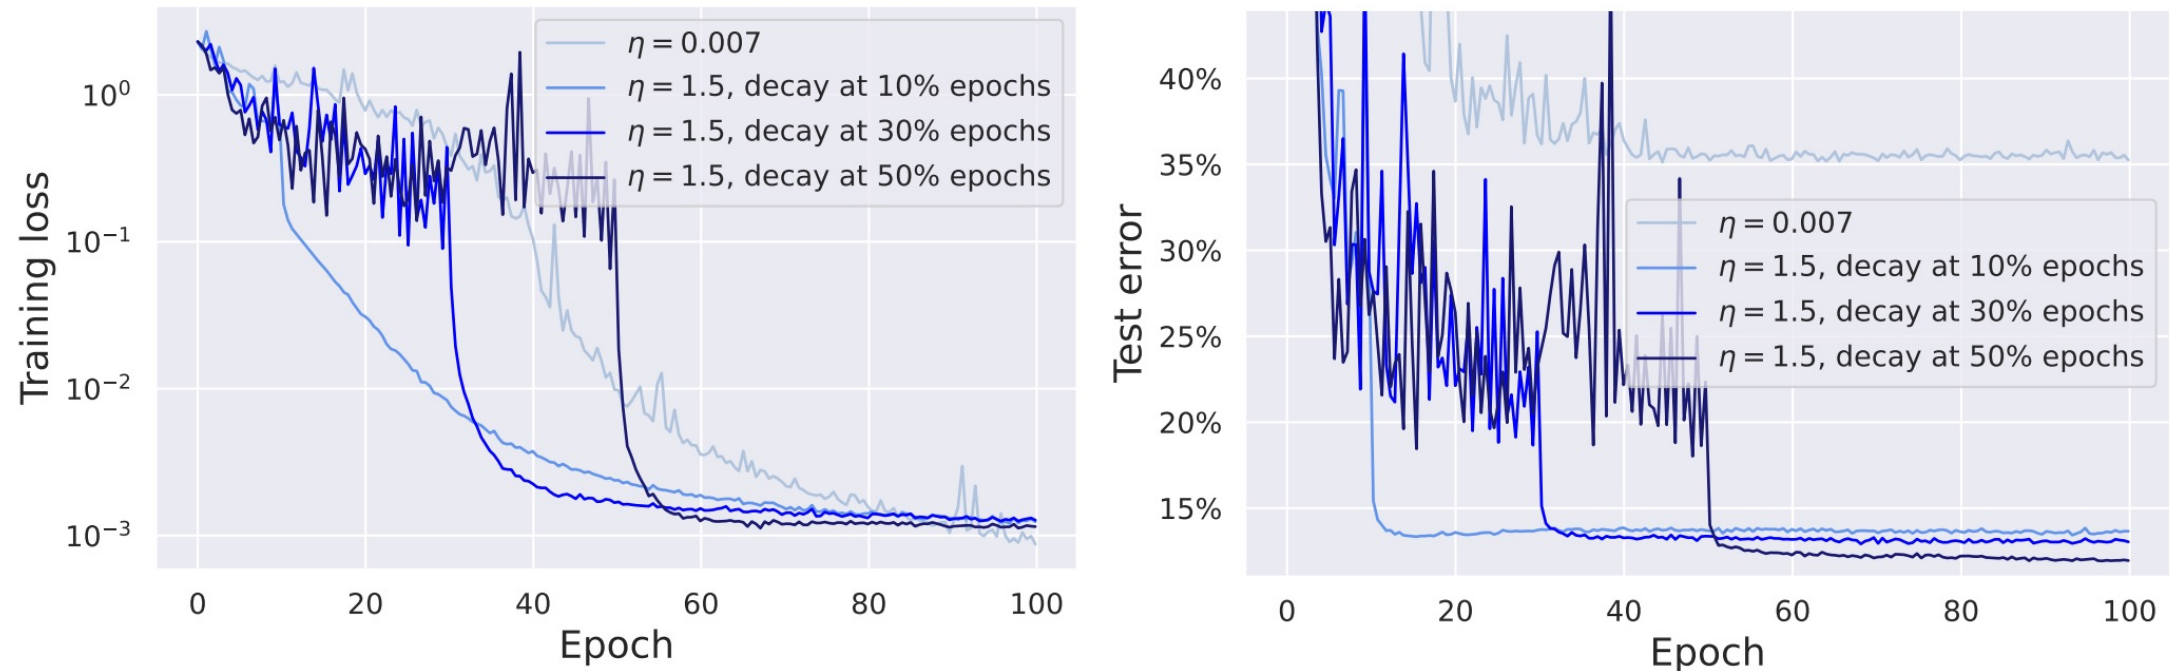 Training loss
10⁰
10⁻¹
10⁻²
10⁻³
η = 0.007
η = 1.5, decay at 10% epochs
η = 1.5, decay at 30% epochs
η = 1.5, decay at 50% epochs
0 20 40 60 80 100
Epoch
Test error
40%
35%
30%
25%
20%
15%
η = 0.007
η = 1.5, decay at 10% epochs
η = 1.5, decay at 30% epochs
η = 1.5, decay at 50% epochs
0 20 40 60 80 100
Epoch